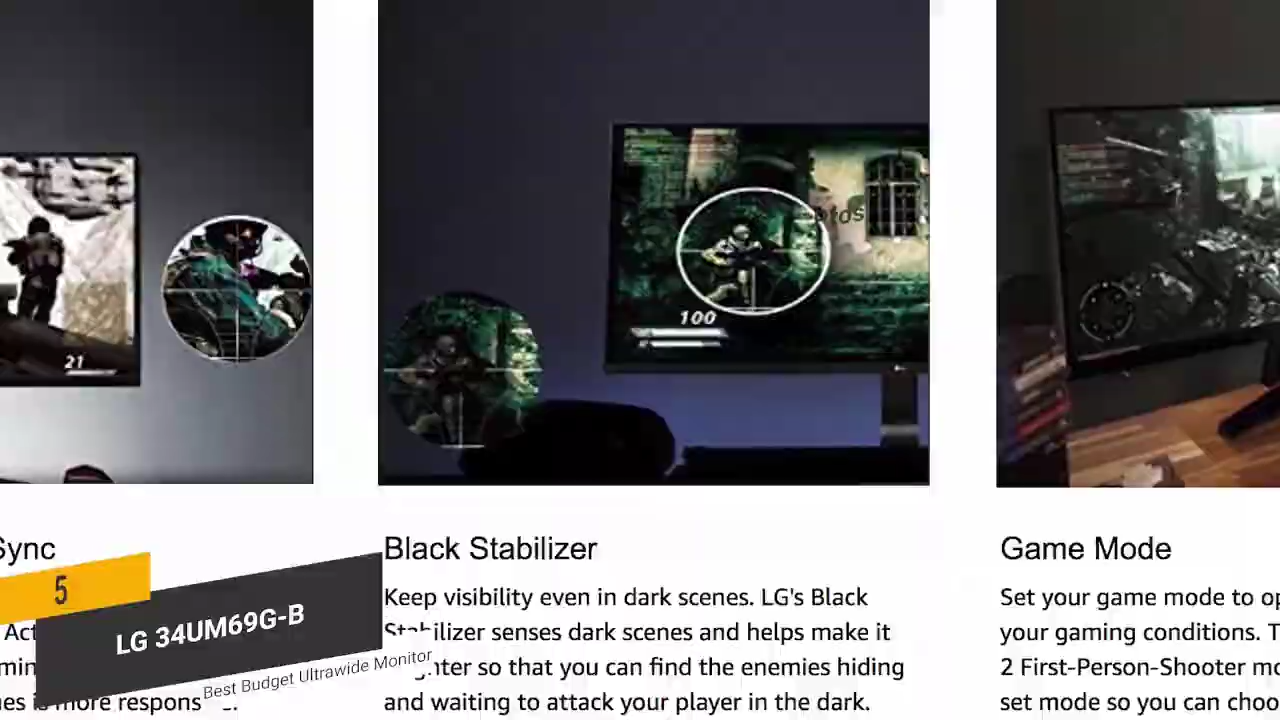 21
100
Sync
Black Stabilizer
Game Mode
5
LG 34UM69G-B
Best Budget Ultrawide Monitor
Act
Keep visibility even in dark scenes. LG's Black
Stabilizer senses dark scenes and helps make it
so that you can find the enemies hiding
and waiting to attack your player in the dark.
Set your game mode to op
your gaming conditions. T
2 First-Person-Shooter mo
set mode so you can choo
more respons